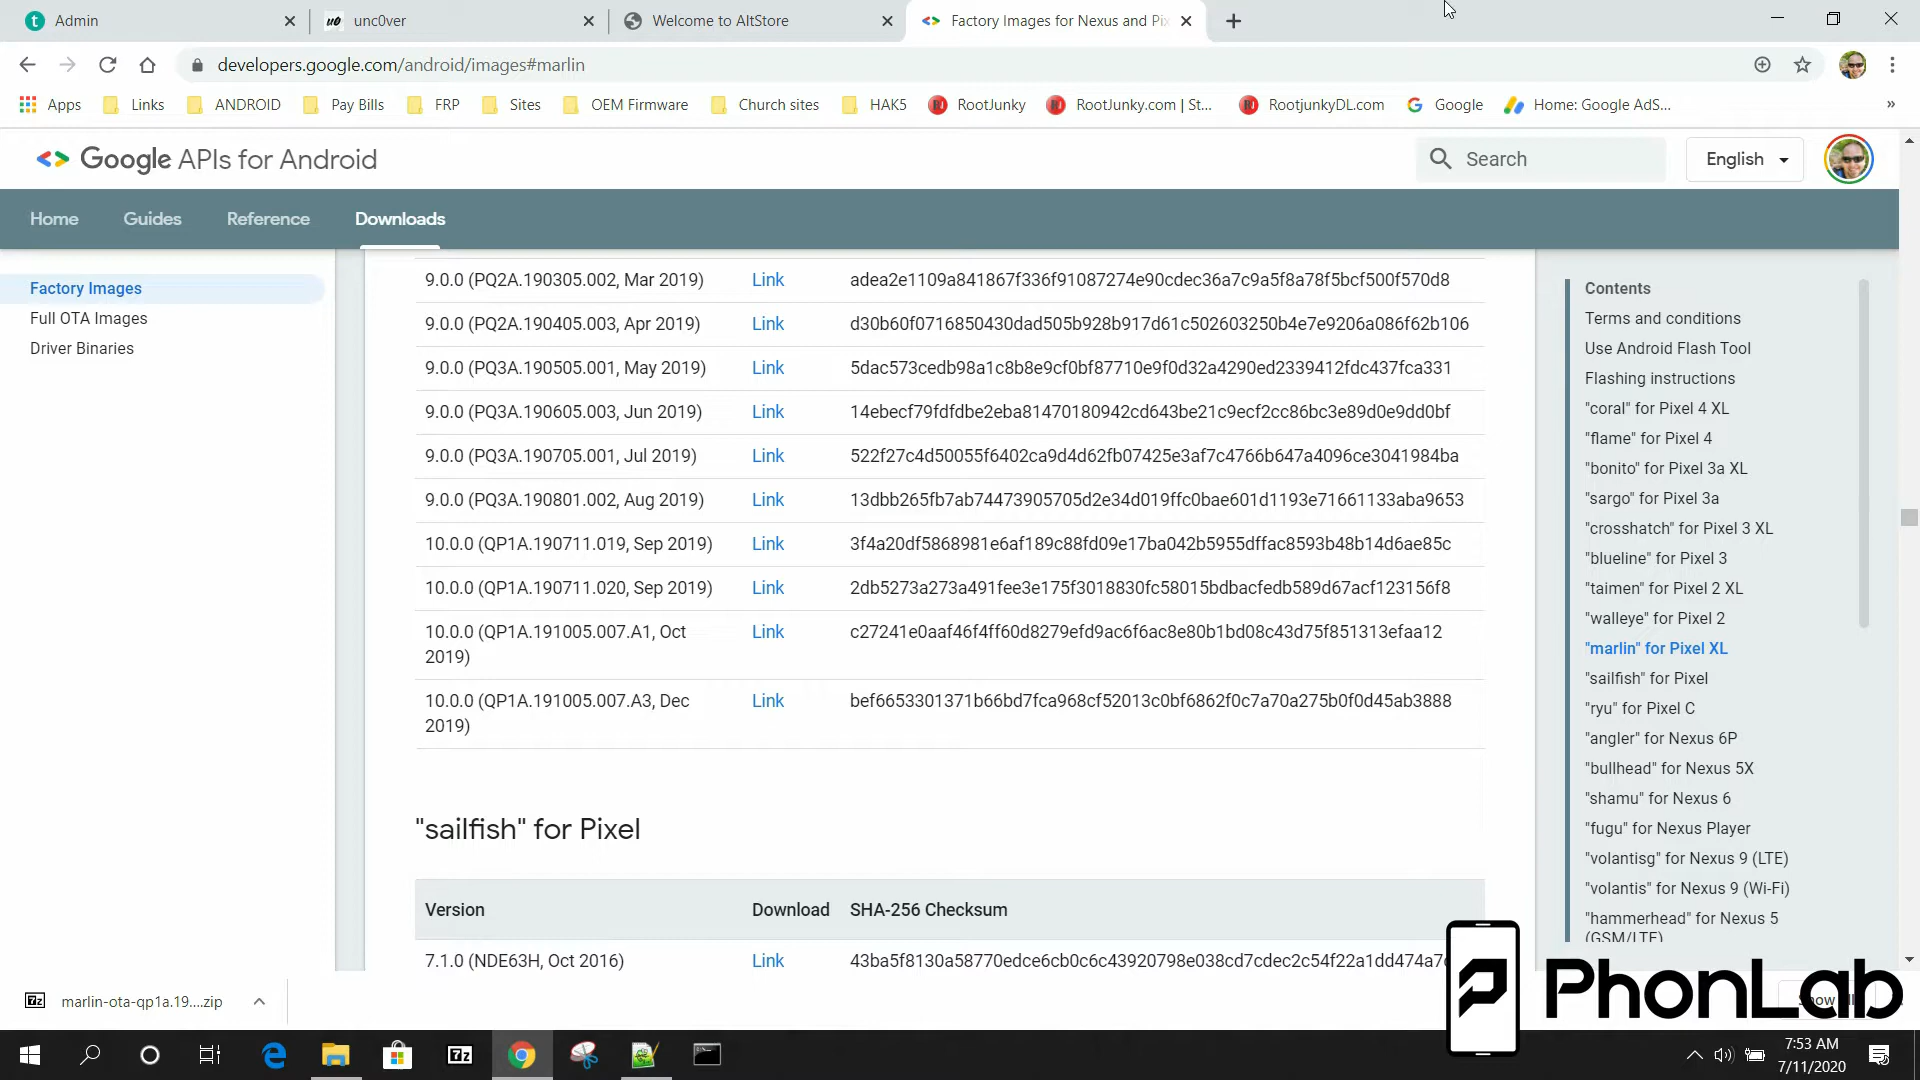 Admin
unc0ver
Welcome to AltStore
Factory Images for Nexus and Pix
developers.google.com/android/images#marlin
Apps
Links
ANDROID
Pay Bills
FRP
Sites
OEM Firmware
Church sites
HAK5
RootJunky
RootJunky.com | St...
RootjunkyDL.com
Google
Home: Google AdS...
»
Google APIs for Android
Search
English
Home
Guides
Reference
Downloads
Factory Images
Full OTA Images
Driver Binaries
9.0.0 (PQ2A.190305.002, Mar 2019) Link adea2e1109a841867f336f91087274e90cdec36a7c9a5f8a78f5bcf500f570d8
9.0.0 (PQ2A.190405.003, Apr 2019) Link d30b60f0716850430dad505b928b917d61c502603250b4e7e9206a086f62b106
9.0.0 (PQ3A.190505.001, May 2019) Link 5dac573cedb98a1c8b8e9cf0bf87710e9f0d32a4290ed2339412fdc437fca331
9.0.0 (PQ3A.190605.003, Jun 2019) Link 14ebecf79fdfdbe2eba81470180942cd643be21c9ecf2cc86bc3e89d0e9dd0bf
9.0.0 (PQ3A.190705.001, Jul 2019) Link 522f27c4d50055f6402ca9d4d62fb07425e3af7c4766b647a4096ce3041984ba
9.0.0 (PQ3A.190801.002, Aug 2019) Link 13dbb265fb7ab74473905705d2e34d019ffc0bae601d1193e71661133aba9653
10.0.0 (QP1A.190711.019, Sep 2019) Link 3f4a20df5868981e6af189c88fd09e17ba042b5955dffac8593b48b14d6ae85c
10.0.0 (QP1A.190711.020, Sep 2019) Link 2db5273a273a491fee3e175f3018830fc58015bdbacfedb589d67acf123156f8
10.0.0 (QP1A.191005.007.A1, Oct Link c27241e0aaf46f4ff60d8279efd9ac6f6ac8e80b1bd08c43d75f851313efaa12
2019)
10.0.0 (QP1A.191005.007.A3, Dec Link bef6653301371b66bd7fca968cf52013c0bf6862f0c7a70a275b0f0d45ab3888
2019)
"sailfish" for Pixel
Version Download SHA-256 Checksum
7.1.0 (NDE63H, Oct 2016) Link 43ba5f8130a58770edce6cb0c6c43920798e038cd7cdec2c54f22a1dd474a7
Contents
Terms and conditions
Use Android Flash Tool
Flashing instructions
"coral" for Pixel 4 XL
"flame" for Pixel 4
"bonito" for Pixel 3a XL
"sargo" for Pixel 3a
"crosshatch" for Pixel 3 XL
"blueline" for Pixel 3
"taimen" for Pixel 2 XL
"walleye" for Pixel 2
"marlin" for Pixel XL
"sailfish" for Pixel
"ryu" for Pixel C
"angler" for Nexus 6P
"bullhead" for Nexus 5X
"shamu" for Nexus 6
"fugu" for Nexus Player
"volantisg" for Nexus 9 (LTE)
"volantis" for Nexus 9 (Wi-Fi)
"hammerhead" for Nexus 5
(GSM/LTE)
7z marlin-ota-qp1a.19....zip
PhonLab
7z
7:53 AM
7/11/2020